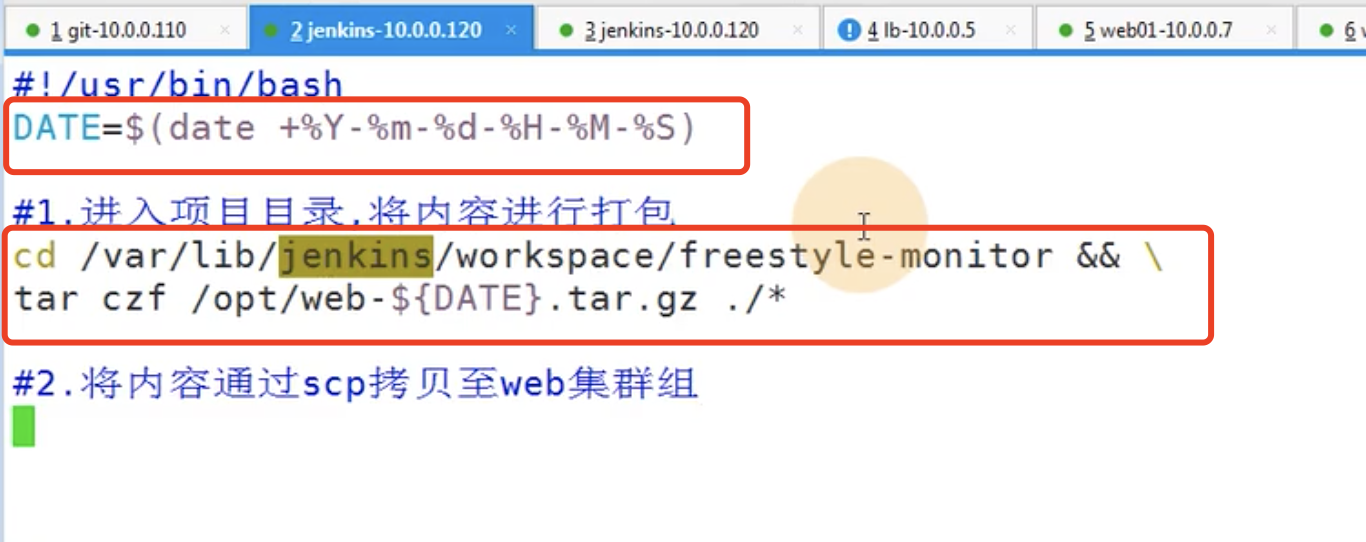 1 git-10.0.0.110 × 2 jenkins-10.0.0.120 × 3 jenkins-10.0.0.120 × 4 lb-10.0.0.5 × 5 web01-10.0.0.7 × 6
#!/usr/bin/bash
DATE=$(date +%Y-%m-%d-%H-%M-%S)
#1.进入项目目录,将内容进行打包
cd /var/lib/jenkins/workspace/freestyle-monitor && \
tar czf /opt/web-${DATE}.tar.gz ./*
#2.将内容通过scp拷贝至web集群组